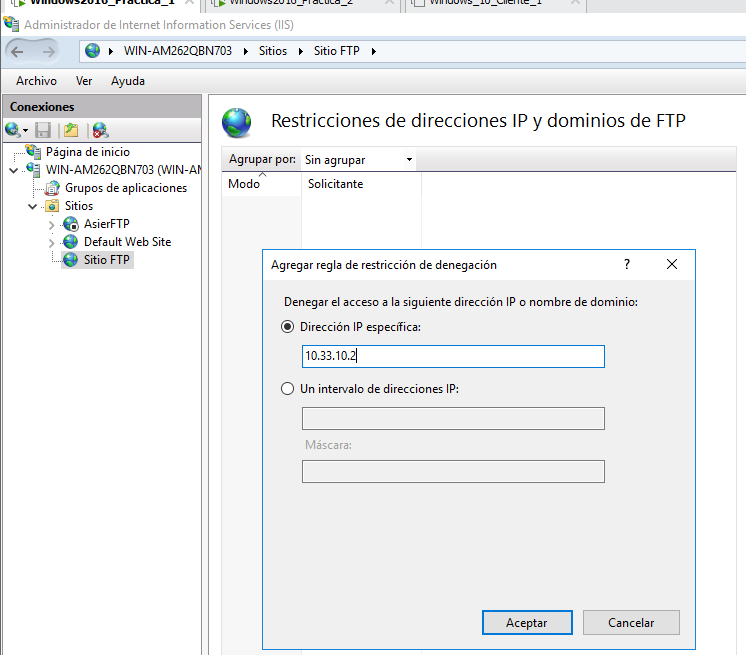 Windows2016_Practica_1 Windows2016_Practica_2 Windows_10_Cliente_1
Administrador de Internet Information Services (IIS)
WIN-AM262QBN703 Sitios Sitio FTP
Archivo Ver Ayuda
Conexiones
Página de inicio
WIN-AM262QBN703 (WIN-AM
Grupos de aplicaciones
Sitios
AsierFTP
Default Web Site
Sitio FTP
Restricciones de direcciones IP y dominios de FTP
Agrupar por: Sin agrupar
Modo Solicitante
Agregar regla de restricción de denegación ?
Denegar el acceso a la siguiente dirección IP o nombre de dominio:
Dirección IP específica:
10.33.10.2
Un intervalo de direcciones IP:
Máscara:
Aceptar Cancelar